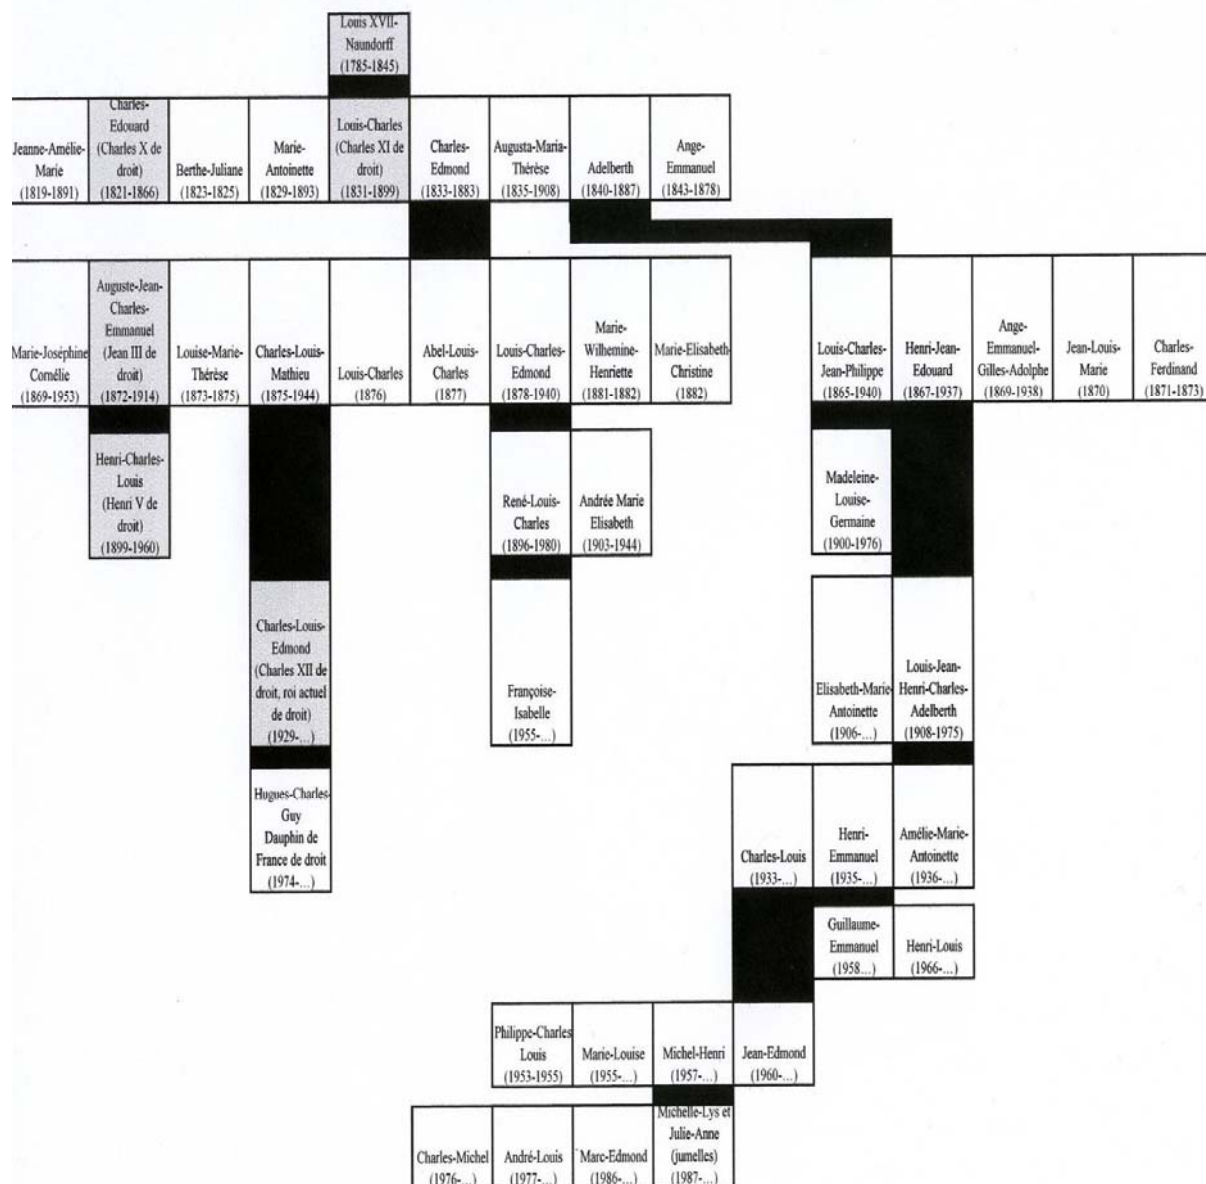 Louis XVII-
Naundorff
(1785-1845)
Jeanne-Amélie-
Marie
(1819-1891)
Charles-
Edouard
(Charles X de
droit)
(1821-1866)
Berthe-Juliane
(1823-1825)
Marie-
Antoinette
(1829-1893)
Louis-Charles
(Charles XI de
droit)
(1831-1899)
Charles-
Edmond
(1833-1883)
Augusta-Maria-
Thérèse
(1835-1908)
Adelberth
(1840-1887)
Ange-
Emmanuel
(1843-1878)
Marie-Joséphine
Cornélie
(1869-1953)
Auguste-Jean-
Charles-
Emmanuel
(Jean III de
droit)
(1872-1914)
Louise-Marie-
Thérèse
(1873-1875)
Charles-Louis-
Mathieu
(1875-1944)
Louis-Charles
(1876)
Abel-Louis-
Charles
(1877)
Louis-Charles-
Edmond
(1878-1940)
Marie-
Wilhemine-
Henriette
(1881-1882)
Marie-Elisabeth-
Christine
(1882)
Louis-Charles-
Jean-Philippe
(1865-1940)
Henri-Jean-
Edouard
(1867-1937)
Ange-
Emmanuel-
Gilles-Adolphe
(1869-1938)
Jean-Louis-
Marie
(1870)
Charles-
Ferdinand
(1871-1873)
Henri-Charles-
Louis
(Henri V de
droit)
(1899-1960)
René-Louis-
Charles
(1896-1980)
Andrée Marie
Elisabeth
(1903-1944)
Madeleine-
Louise-
Germaine
(1900-1976)
Charles-Louis-
Edmond
(Charles XII de
droit, roi actuel
de droit)
(1929-...)
Françoise-
Isabelle
(1955-...)
Elisabeth-Marie-
Antoinette
(1906-...)
Louis-Jean-
Henri-Charles-
Adelberth
(1908-1975)
Hugues-Charles-
Guy
Dauphin de
France de droit
(1974-...)
Charles-Louis
(1933-...)
Henri-
Emmanuel
(1935-...)
Amélie-Marie-
Antoinette
(1936-...)
Guillaume-
Emmanuel
(1958...)
Henri-Louis
(1966-...)
Philippe-Charles
Louis
(1953-1955)
Marie-Louise
(1955-...)
Michel-Henri
(1957-...)
Jean-Edmond
(1960-...)
Charles-Michel
(1976-...)
André-Louis
(1977-...)
Marc-Edmond
(1986-...)
Michelle-Lys et
Julie-Anne
(jumelles)
(1987-...)